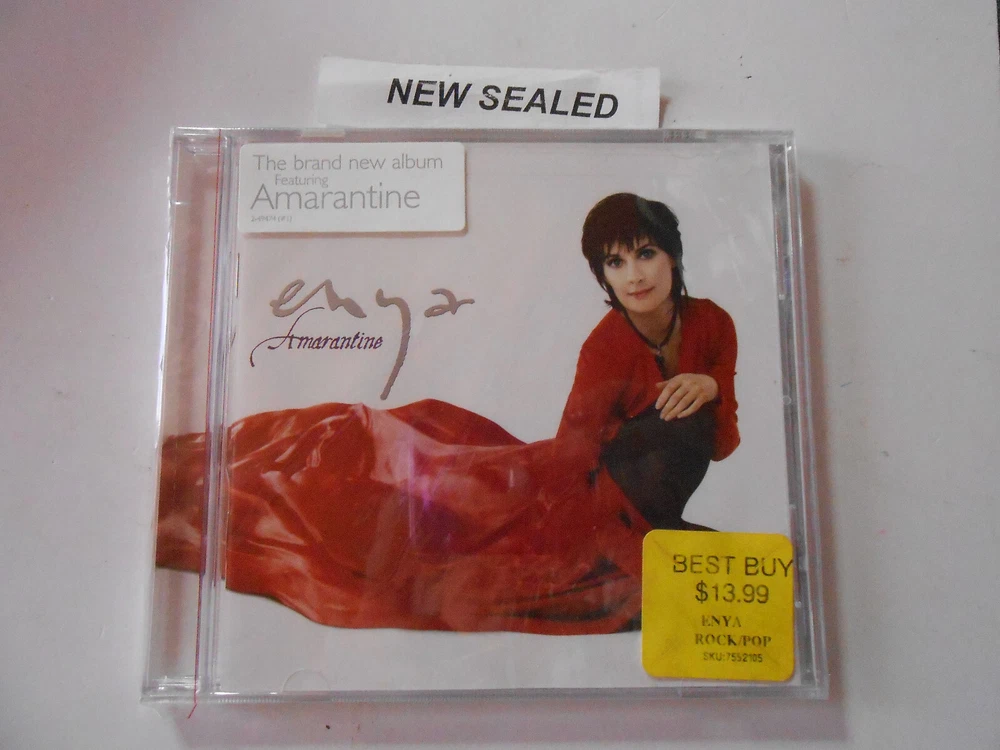 NEW SEALED
The brand new album
Featuring
Amarantine
enya
Amarantine
BEST BUY
$13.99
ENYA
ROCK/POP
SKU:7552105